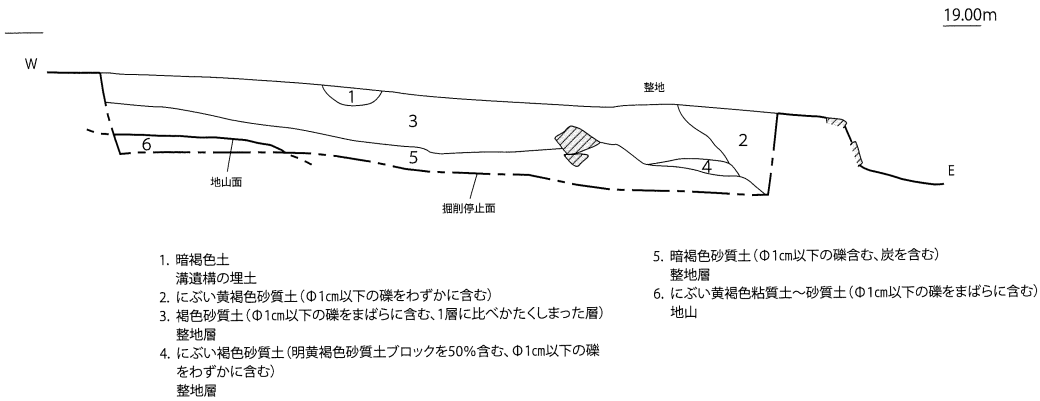 19.00m
W
整地
1
3
2
6
5
4
E
地山面
掘削停止面
1. 暗褐色土
溝遺構の埋土
2. にぶい黄褐色砂質土（Φ1㎝以下の礫をわずかに含む）
3. 褐色砂質土（Φ1㎝以下の礫をまばらに含む、1層に比べかたくしまった層）
整地層
4. にぶい褐色砂質土（明黄褐色砂質土ブロックを50％含む、Φ1㎝以下の礫
をわずかに含む）
整地層
5. 暗褐色砂質土（Φ1㎝以下の礫含む、炭を含む）
整地層
6. にぶい黄褐色粘質土～砂質土（Φ1㎝以下の礫をまばらに含む）
地山